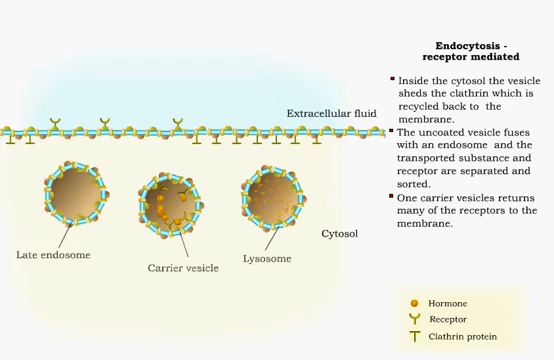 Endocytosis -
receptor mediated
Inside the cytosol the vesicle
sheds the clathrin which is
recycled back to the
membrane.
The uncoated vesicle fuses
with an endosome and the
transported substance and
receptor are separated and
sorted.
One carrier vesicles returns
many of the receptors to the
membrane.
Extracellular fluid
Cytosol
Late endosome
Carrier vesicle
Lysosome
Hormone
Receptor
Clathrin protein